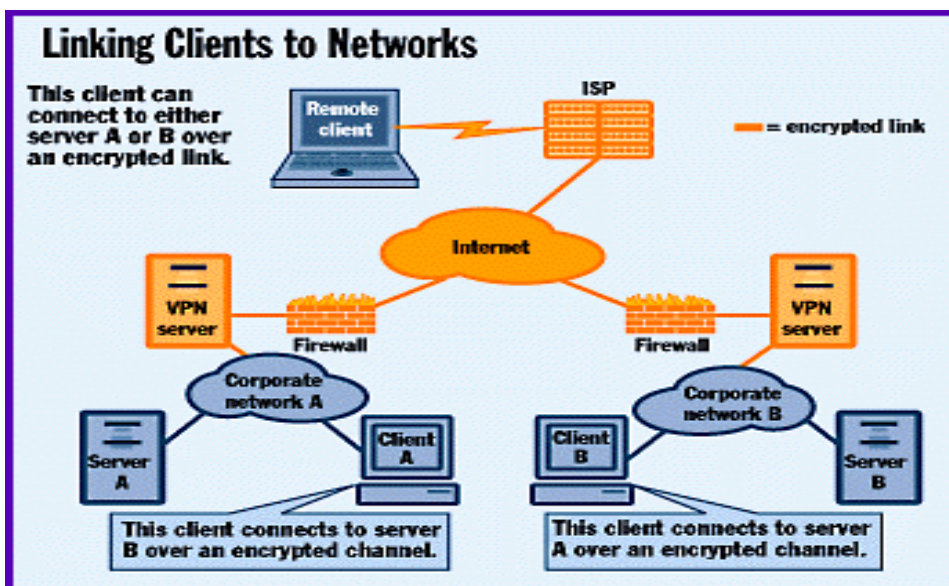 Linking Clients to Networks
This client can
connect to either
server A or B over
an encrypted link.
Remote
client
ISP
= encrypted link
Internet
VPN
server
Firewall
Firewall
VPN
server
Corporate
network A
Corporate
network B
Server
A
Client
A
Client
B
Server
B
This client connects to server
B over an encrypted channel.
This client connects to server
A over an encrypted channel.